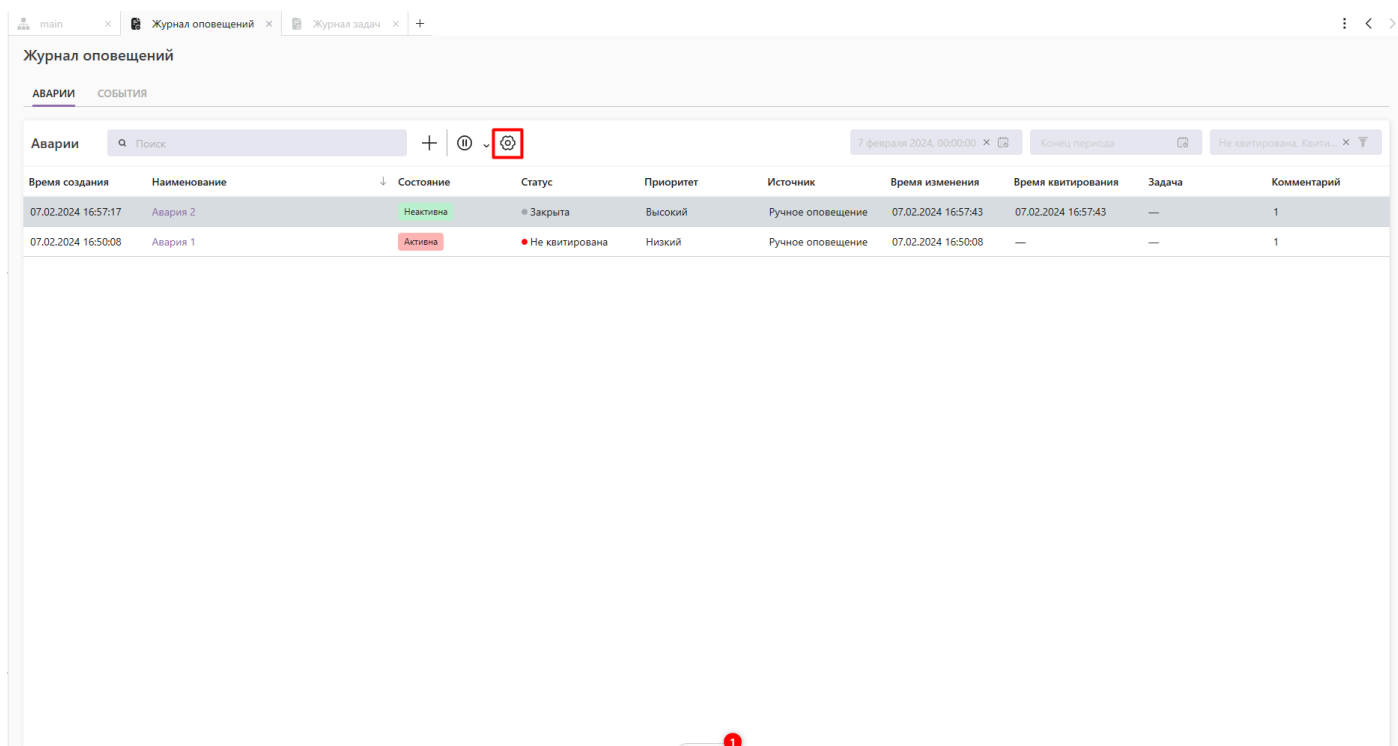 main Журнал оповещений Журнал задач
Журнал оповещений
АВАРИИ СОБЫТИЯ
Аварии Поиск 7 февраля 2024, 00:00:00 Конец периода Не квитирована, Квити...
Время создания Наименование Состояние Статус Приоритет Источник Время изменения Время квитирования Задача Комментарий
07.02.2024 16:57:17 Авария 2 Неактивна Закрыта Высокий Ручное оповещение 07.02.2024 16:57:43 07.02.2024 16:57:43 — 1
07.02.2024 16:50:08 Авария 1 Активна Не квитирована Низкий Ручное оповещение 07.02.2024 16:50:08 — — 1
1